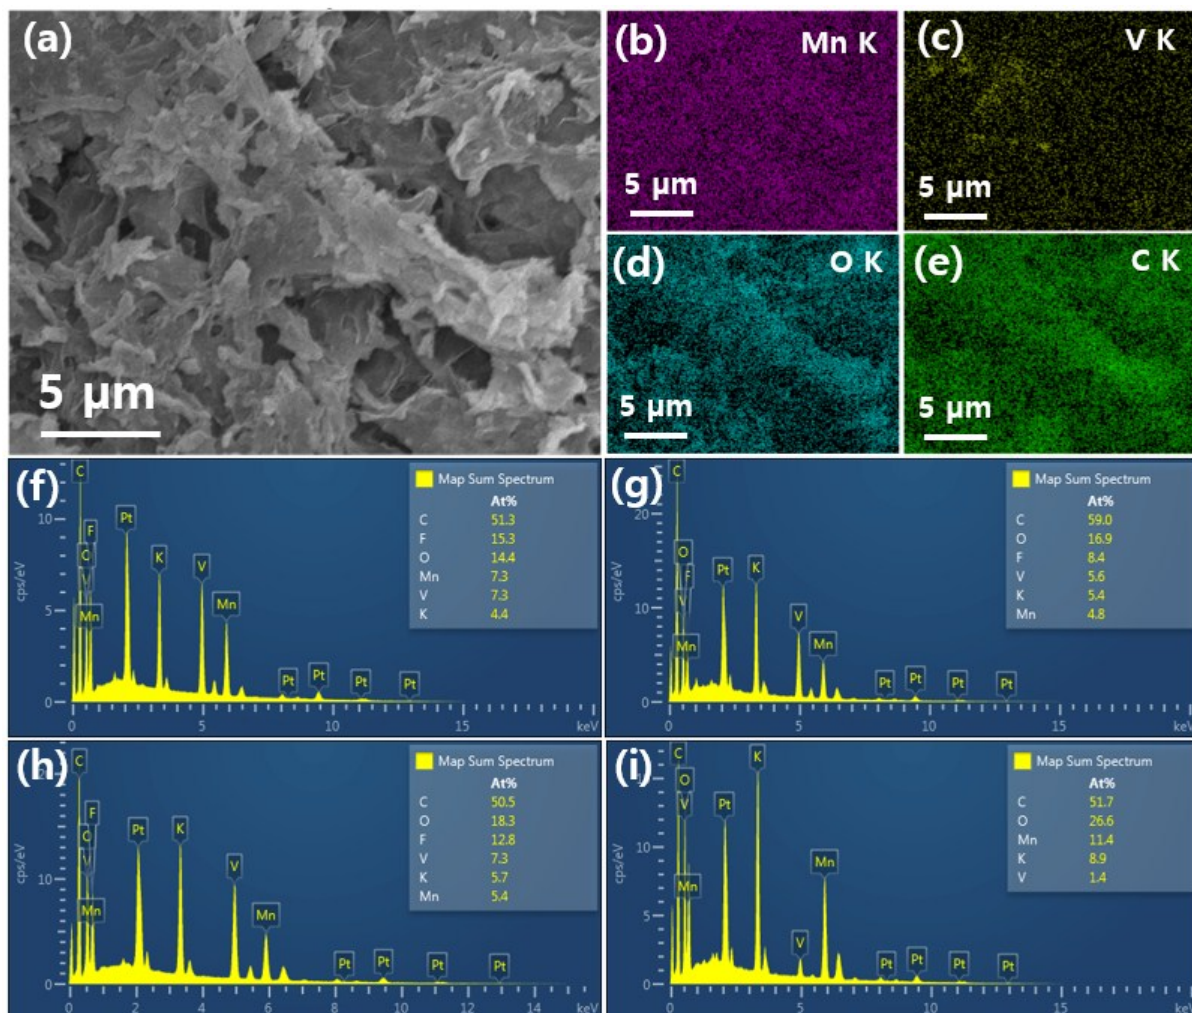 (a)
5 μm
(b)
Mn K
5 μm
(c)
V K
5 μm
(d)
O K
5 μm
(e)
C K
5 μm
(f)
Map Sum Spectrum
At%
C 51.3
F 15.3
O 14.4
Mn 7.3
V 7.3
K 4.4
cps/eV
10
5
0
C
F
O
V
Mn
Pt
K
V
Mn
Pt
Pt
Pt
Pt
0 5 10 15 keV
(g)
Map Sum Spectrum
At%
C 59.0
O 16.9
F 8.4
V 5.6
K 5.4
Mn 4.8
cps/eV
20
10
0
C
O
F
V
Mn
Pt
K
V
Mn
Pt
Pt
Pt
Pt
0 5 10 15 keV
(h)
Map Sum Spectrum
At%
C 50.5
O 18.3
F 12.8
V 7.3
K 5.7
Mn 5.4
cps/eV
10
0
C
F
O
V
Mn
Pt
K
V
Mn
Pt
Pt
Pt
Pt
0 2 4 6 8 10 12 14 keV
(i)
Map Sum Spectrum
At%
C 51.7
O 26.6
Mn 11.4
K 8.9
V 1.4
cps/eV
10
5
0
C
O
V
Mn
Pt
K
V
Mn
Pt
Pt
Pt
Pt
0 5 10 15 keV